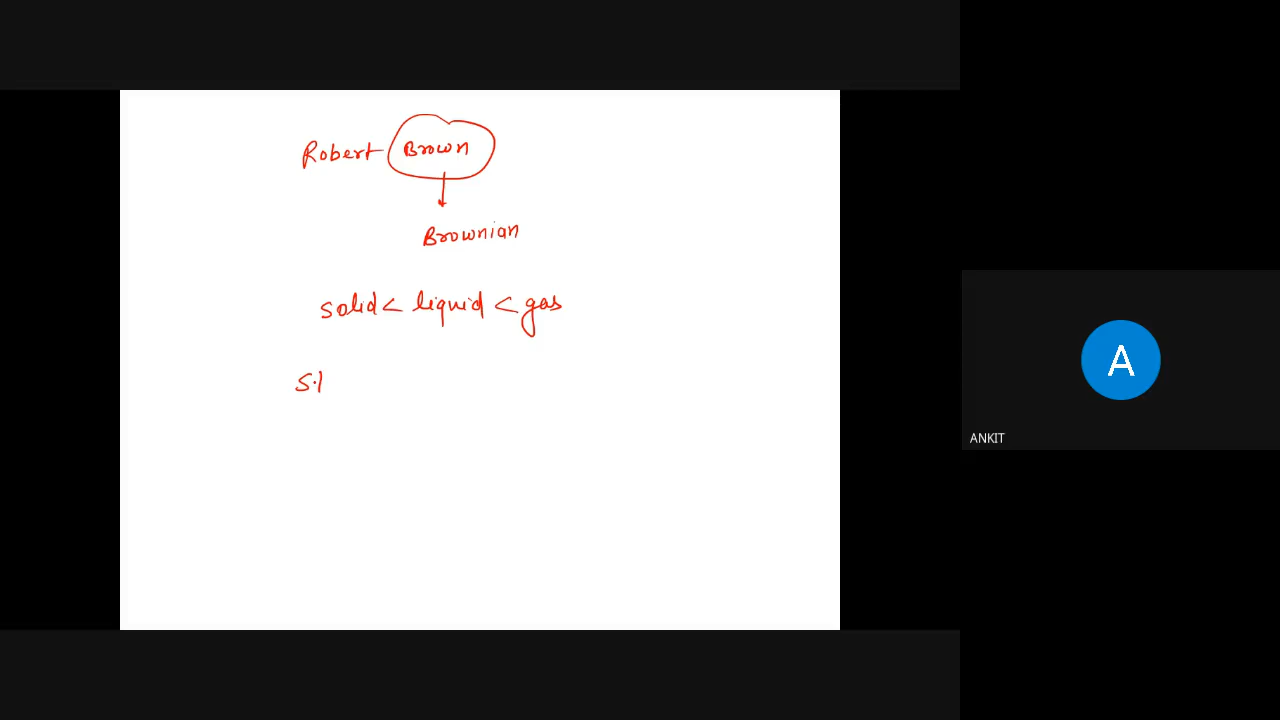 Robert Brown
Brownian
solid < liquid < gas
S.I
A
ANKIT